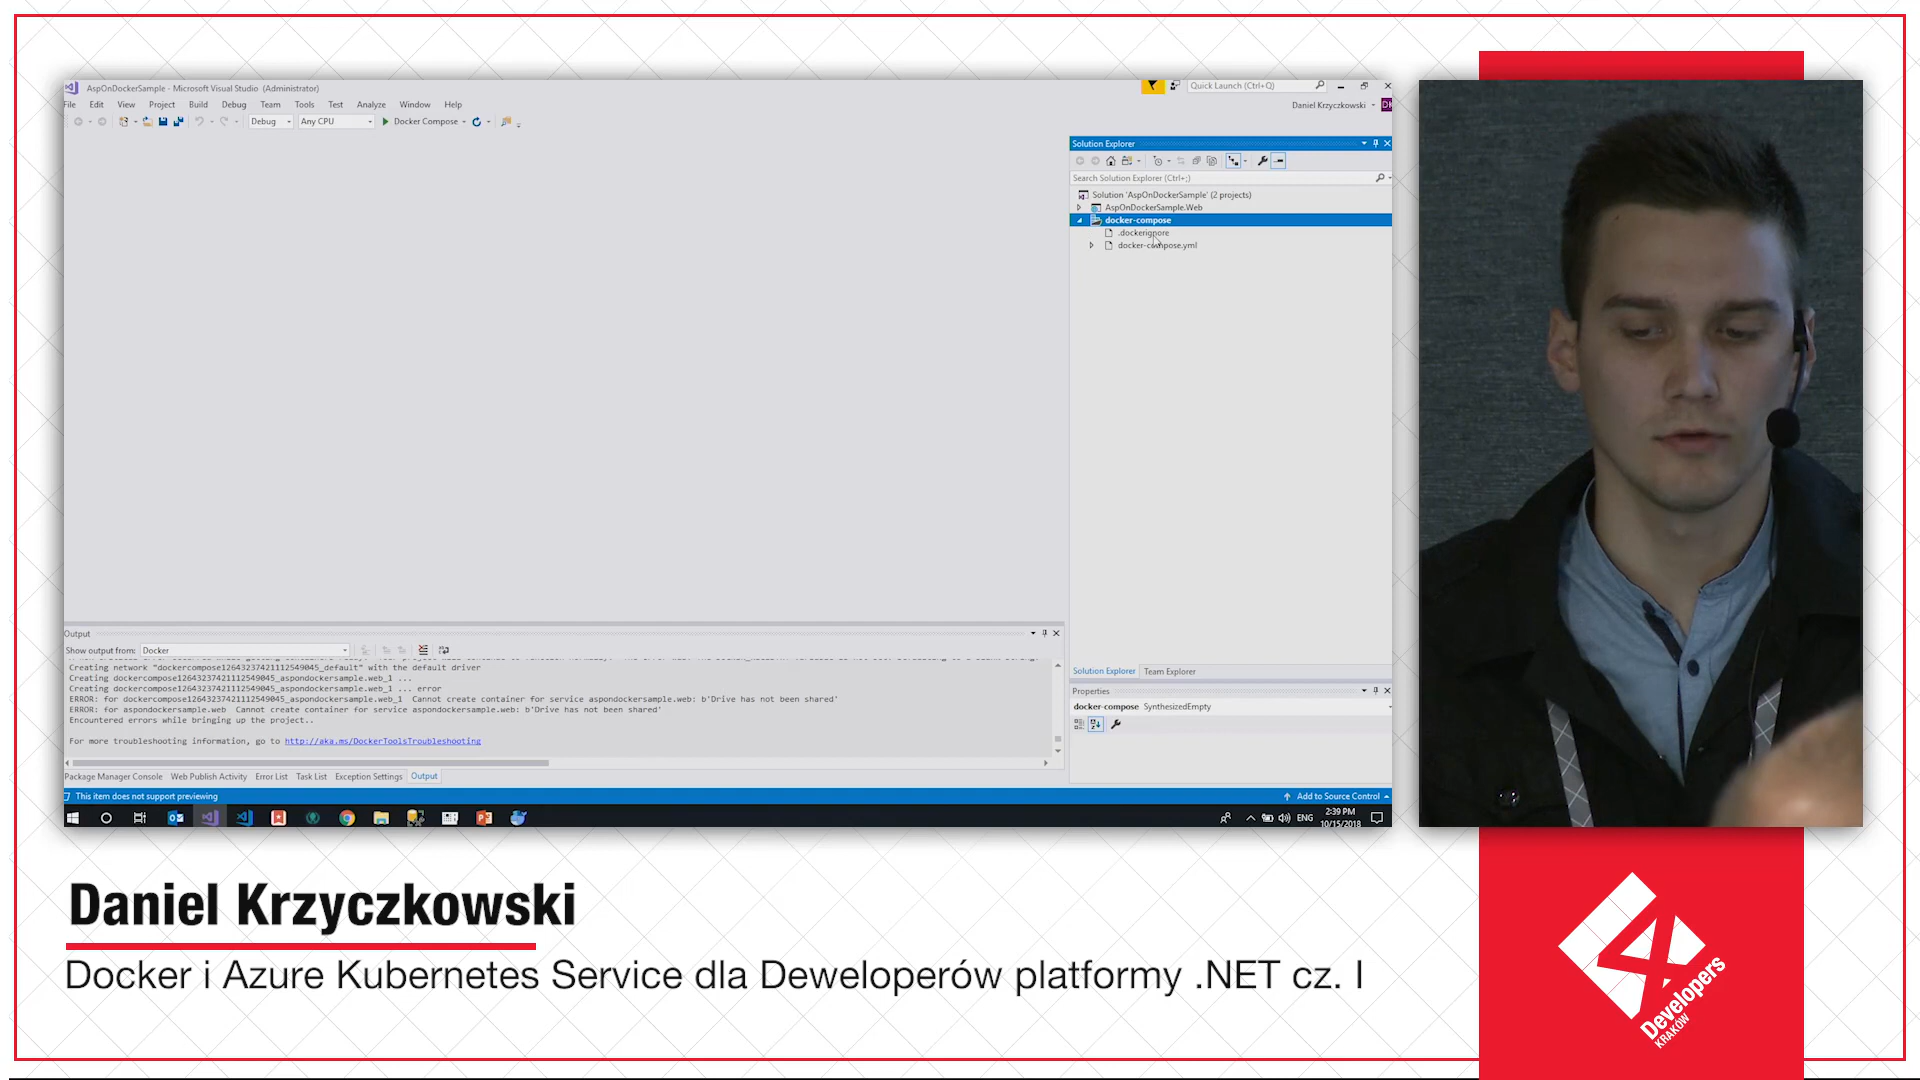 AspOnDockerSample - Microsoft Visual Studio (Administrator)
Quick Launch (Ctrl+Q)
File Edit View Project Build Debug Team Tools Test Analyze Window Help
Daniel Krzyczkowski
DK
Debug
Any CPU
Docker Compose
Solution Explorer
Search Solution Explorer (Ctrl+;)
Solution 'AspOnDockerSample' (2 projects)
AspOnDockerSample.Web
docker-compose
.dockerignore
docker-compose.yml
Output
Show output from: Docker
Creating network "dockercompose12643237421112549045_default" with the default driver
Creating dockercompose12643237421112549045_aspondockersample.web_1 ...
Creating dockercompose12643237421112549045_aspondockersample.web_1 ... error
ERROR: for dockercompose12643237421112549045_aspondockersample.web_1 Cannot create container for service aspondockersample.web: b'Drive has not been shared'
ERROR: for aspondockersample.web Cannot create container for service aspondockersample.web: b'Drive has not been shared'
Encountered errors while bringing up the project..
For more troubleshooting information, go to http://aka.ms/DockerToolsTroubleshooting
Package Manager Console Web Publish Activity Error List Task List Exception Settings Output
Solution Explorer Team Explorer
Properties
docker-compose SynthesizedEmpty
This item does not support previewing
Add to Source Control
ENG
2:39 PM
10/15/2018
Daniel Krzyczkowski
Docker i Azure Kubernetes Service dla Deweloperów platformy .NET cz. I
4
Developers
KRAKÓW